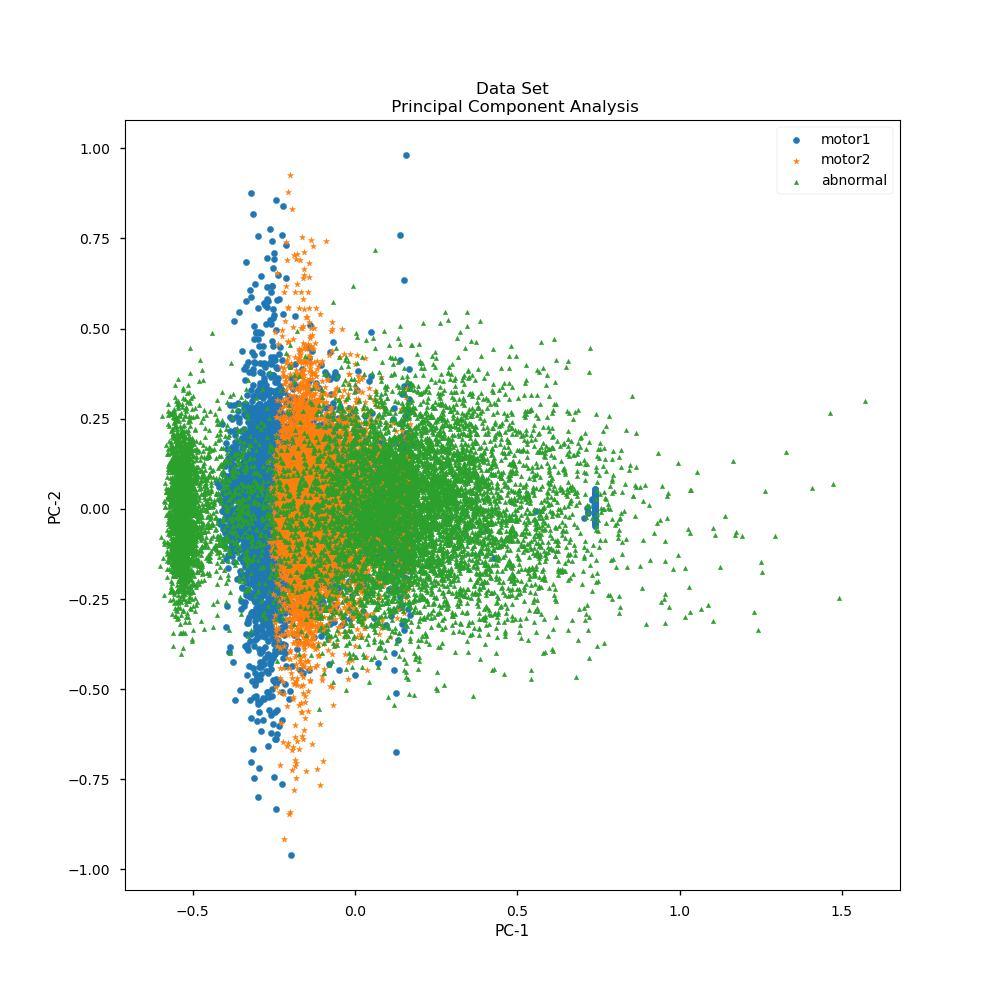 Data Set
Principal Component Analysis
motor1
motor2
abnormal
1.00
0.75
0.50
0.25
0.00
−0.25
−0.50
−0.75
−1.00
PC-2
−0.5
0.0
0.5
1.0
1.5
PC-1